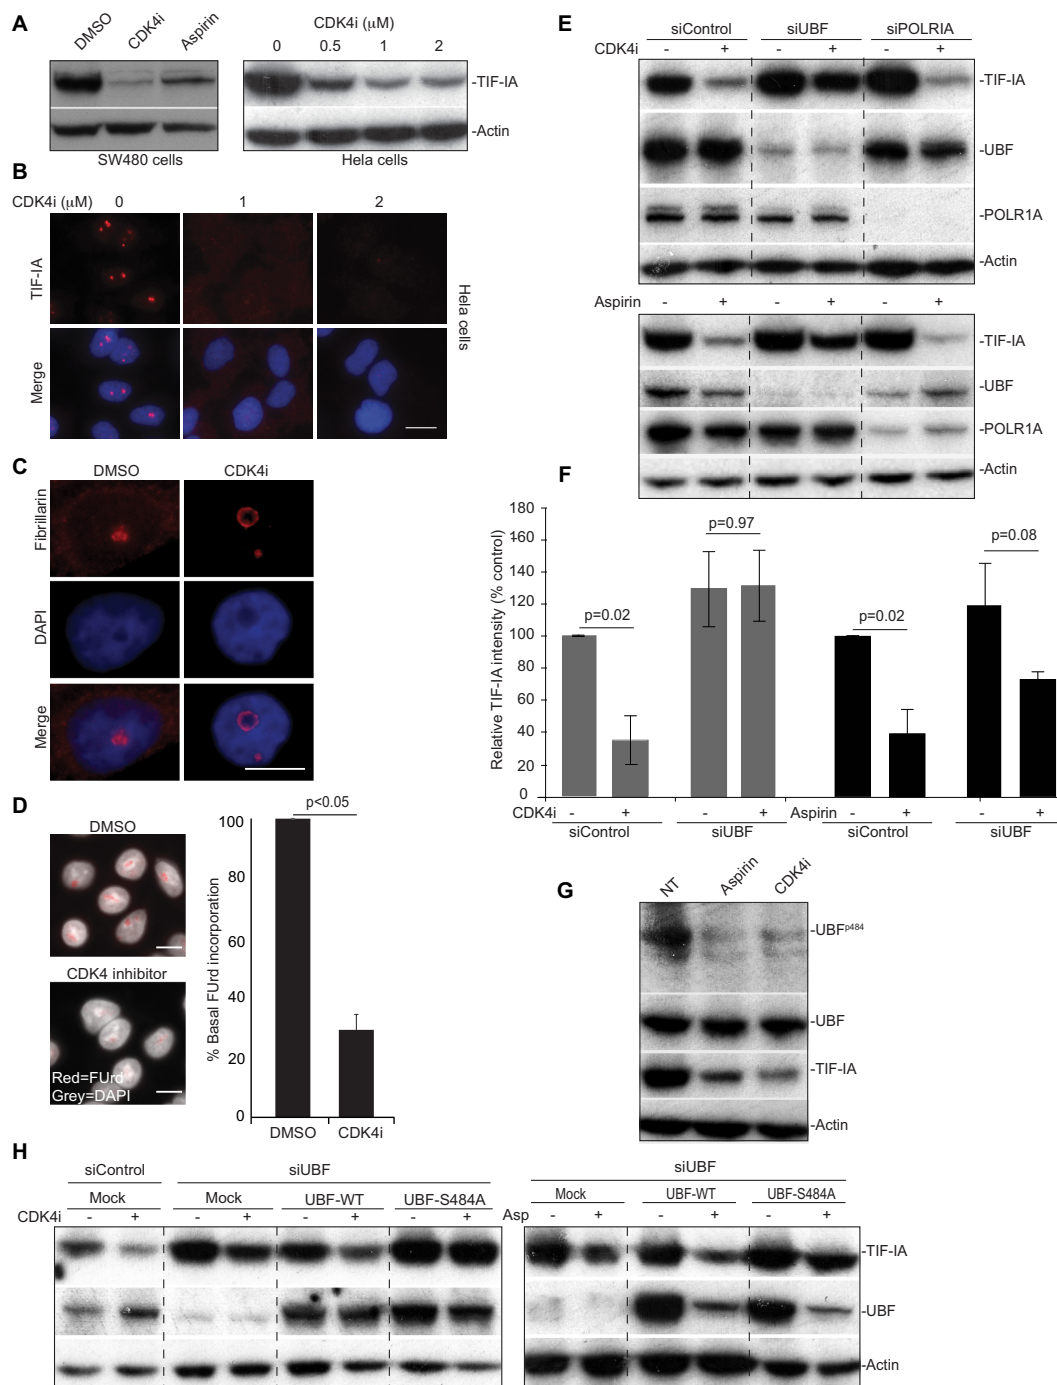 A
DMSO
CDK4i
Aspirin
CDK4i (µM)
0 0.5 1 2
-TIF-IA
-Actin
SW480 cells
Hela cells
B
CDK4i (µM) 0 1 2
TIF-IA
Merge
Hela cells
C
DMSO CDK4i
Fibrillarin
DAPI
Merge
D
DMSO
CDK4 inhibitor
Red=FUrd
Grey=DAPI
p<0.05
% Basal FUrd incorporation
100
80
60
40
20
0
DMSO CDK4i
E
siControl siUBF siPOLRIA
CDK4i - + - + - +
-TIF-IA
-UBF
-POLR1A
-Actin
Aspirin - + - + - +
-TIF-IA
-UBF
-POLR1A
-Actin
F
Relative TIF-IA intensity (% control)
180
160
140
120
100
80
60
40
20
0
p=0.02
p=0.97
p=0.02
p=0.08
CDK4i - + - + Aspirin - + - +
siControl siUBF siControl siUBF
G
NT
Aspirin
CDK4i
-UBFp484
-UBF
-TIF-IA
-Actin
H
siControl siUBF
Mock Mock UBF-WT UBF-S484A
CDK4i - + - + - + - +
siUBF
Mock UBF-WT UBF-S484A
Asp - + - + - +
-TIF-IA
-UBF
-Actin